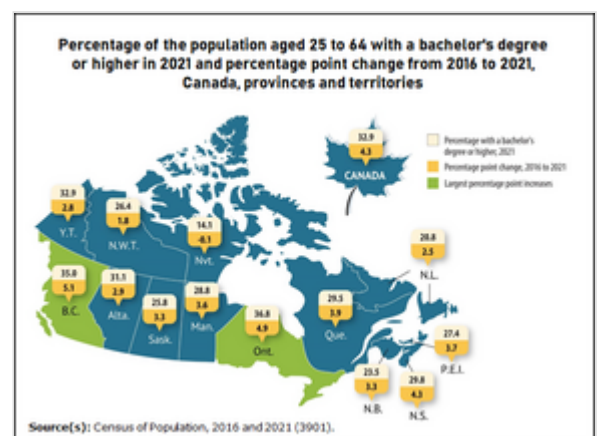 Percentage of the population aged 25 to 64 with a bachelor's degree
or higher in 2021 and percentage point change from 2016 to 2021,
Canada, provinces and territories
32.9
4.3
CANADA
Percentage with a bachelor's
degree or higher, 2021
Percentage point change, 2016 to 2021
Largest percentage point increases
32.9
2.8
Y.T.
26.4
1.8
N.W.T.
14.1
-0.1
Nvt.
20.8
2.5
N.L.
35.0
5.1
B.C.
31.1
2.9
Alta.
25.8
3.3
Sask.
28.8
3.6
Man.
36.8
4.9
Ont.
29.5
3.9
Que.
27.4
3.7
P.E.I.
23.5
3.3
N.B.
29.8
4.3
N.S.
Source(s): Census of Population, 2016 and 2021 (3901).